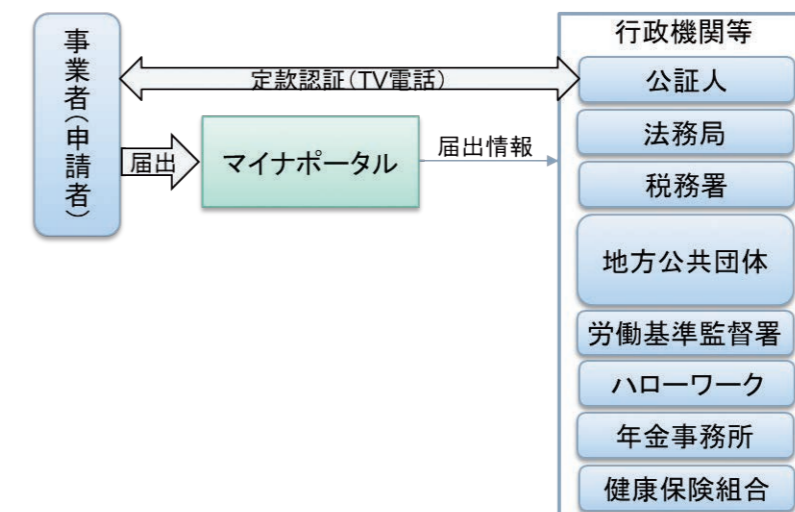 事業者（申請者）
行政機関等
定款認証（TV電話）
公証人
届出
マイナポータル
届出情報
法務局
税務署
地方公共団体
労働基準監督署
ハローワーク
年金事務所
健康保険組合